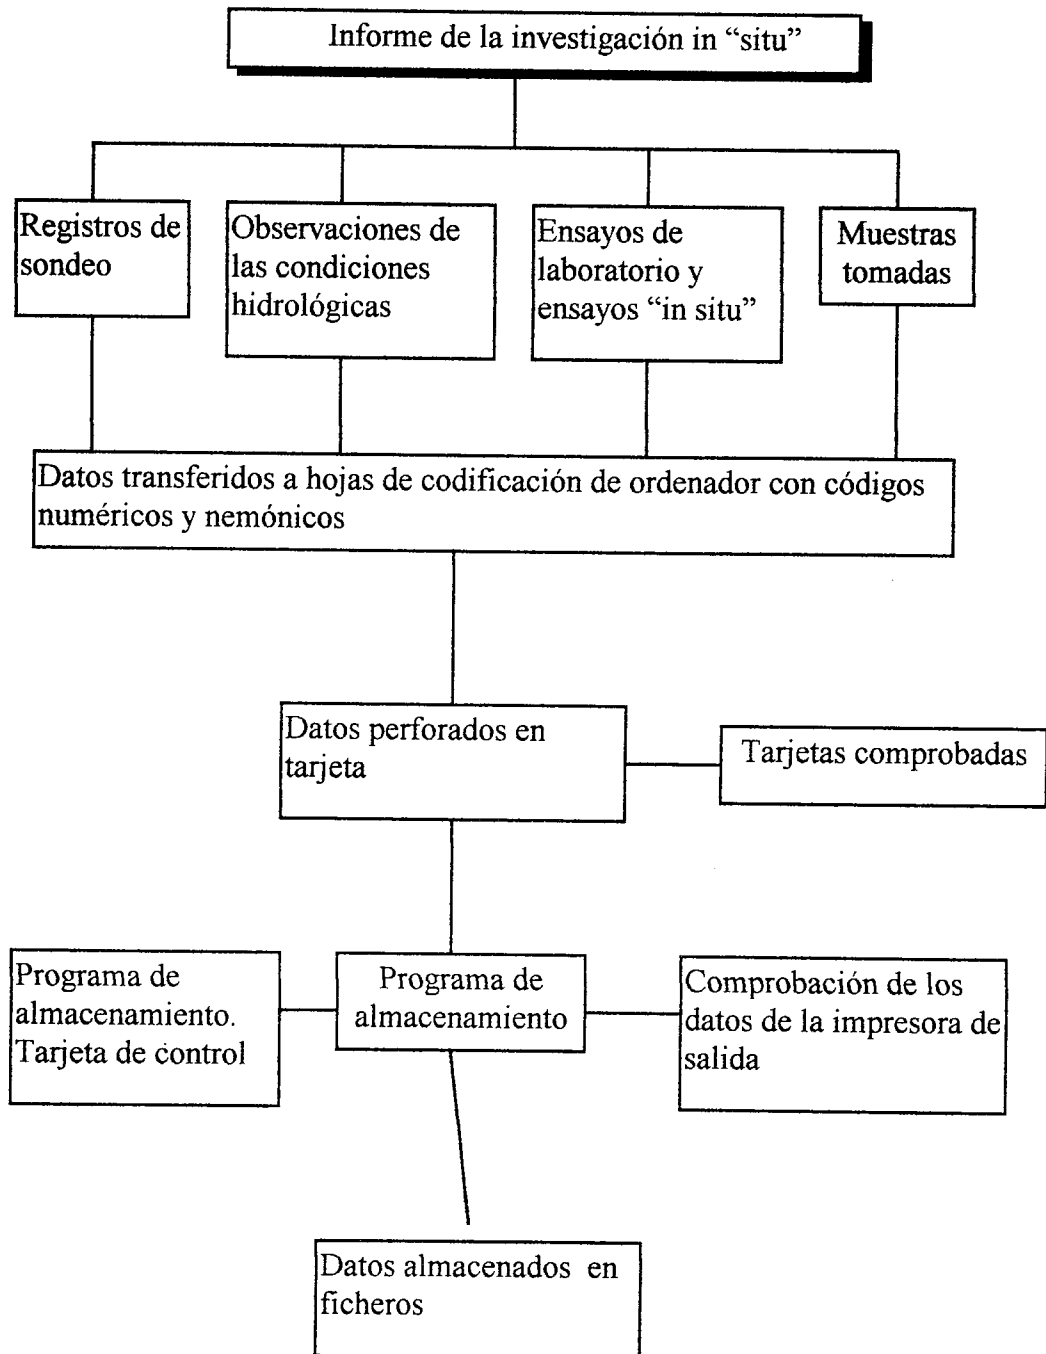 Informe de la investigación in “situ”
Registros de
sondeo
Observaciones de
las condiciones
hidrológicas
Ensayos de
laboratorio y
ensayos “in situ”
Muestras
tomadas
Datos transferidos a hojas de codificación de ordenador con códigos
numéricos y nemónicos
Datos perforados en
tarjeta
Tarjetas comprobadas
Programa de
almacenamiento.
Tarjeta de control
Programa de
almacenamiento
Comprobación de los
datos de la impresora de
salida
Datos almacenados en
ficheros